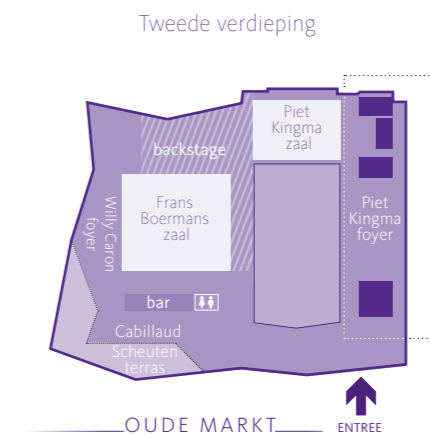 Tweede verdieping
Piet
Kingma
zaal
backstage
Frans
Boermans
zaal
Willy Caron
foyer
Piet
Kingma
foyer
bar
Cabillaud
Scheuten
terras
OUDE MARKT
ENTREE